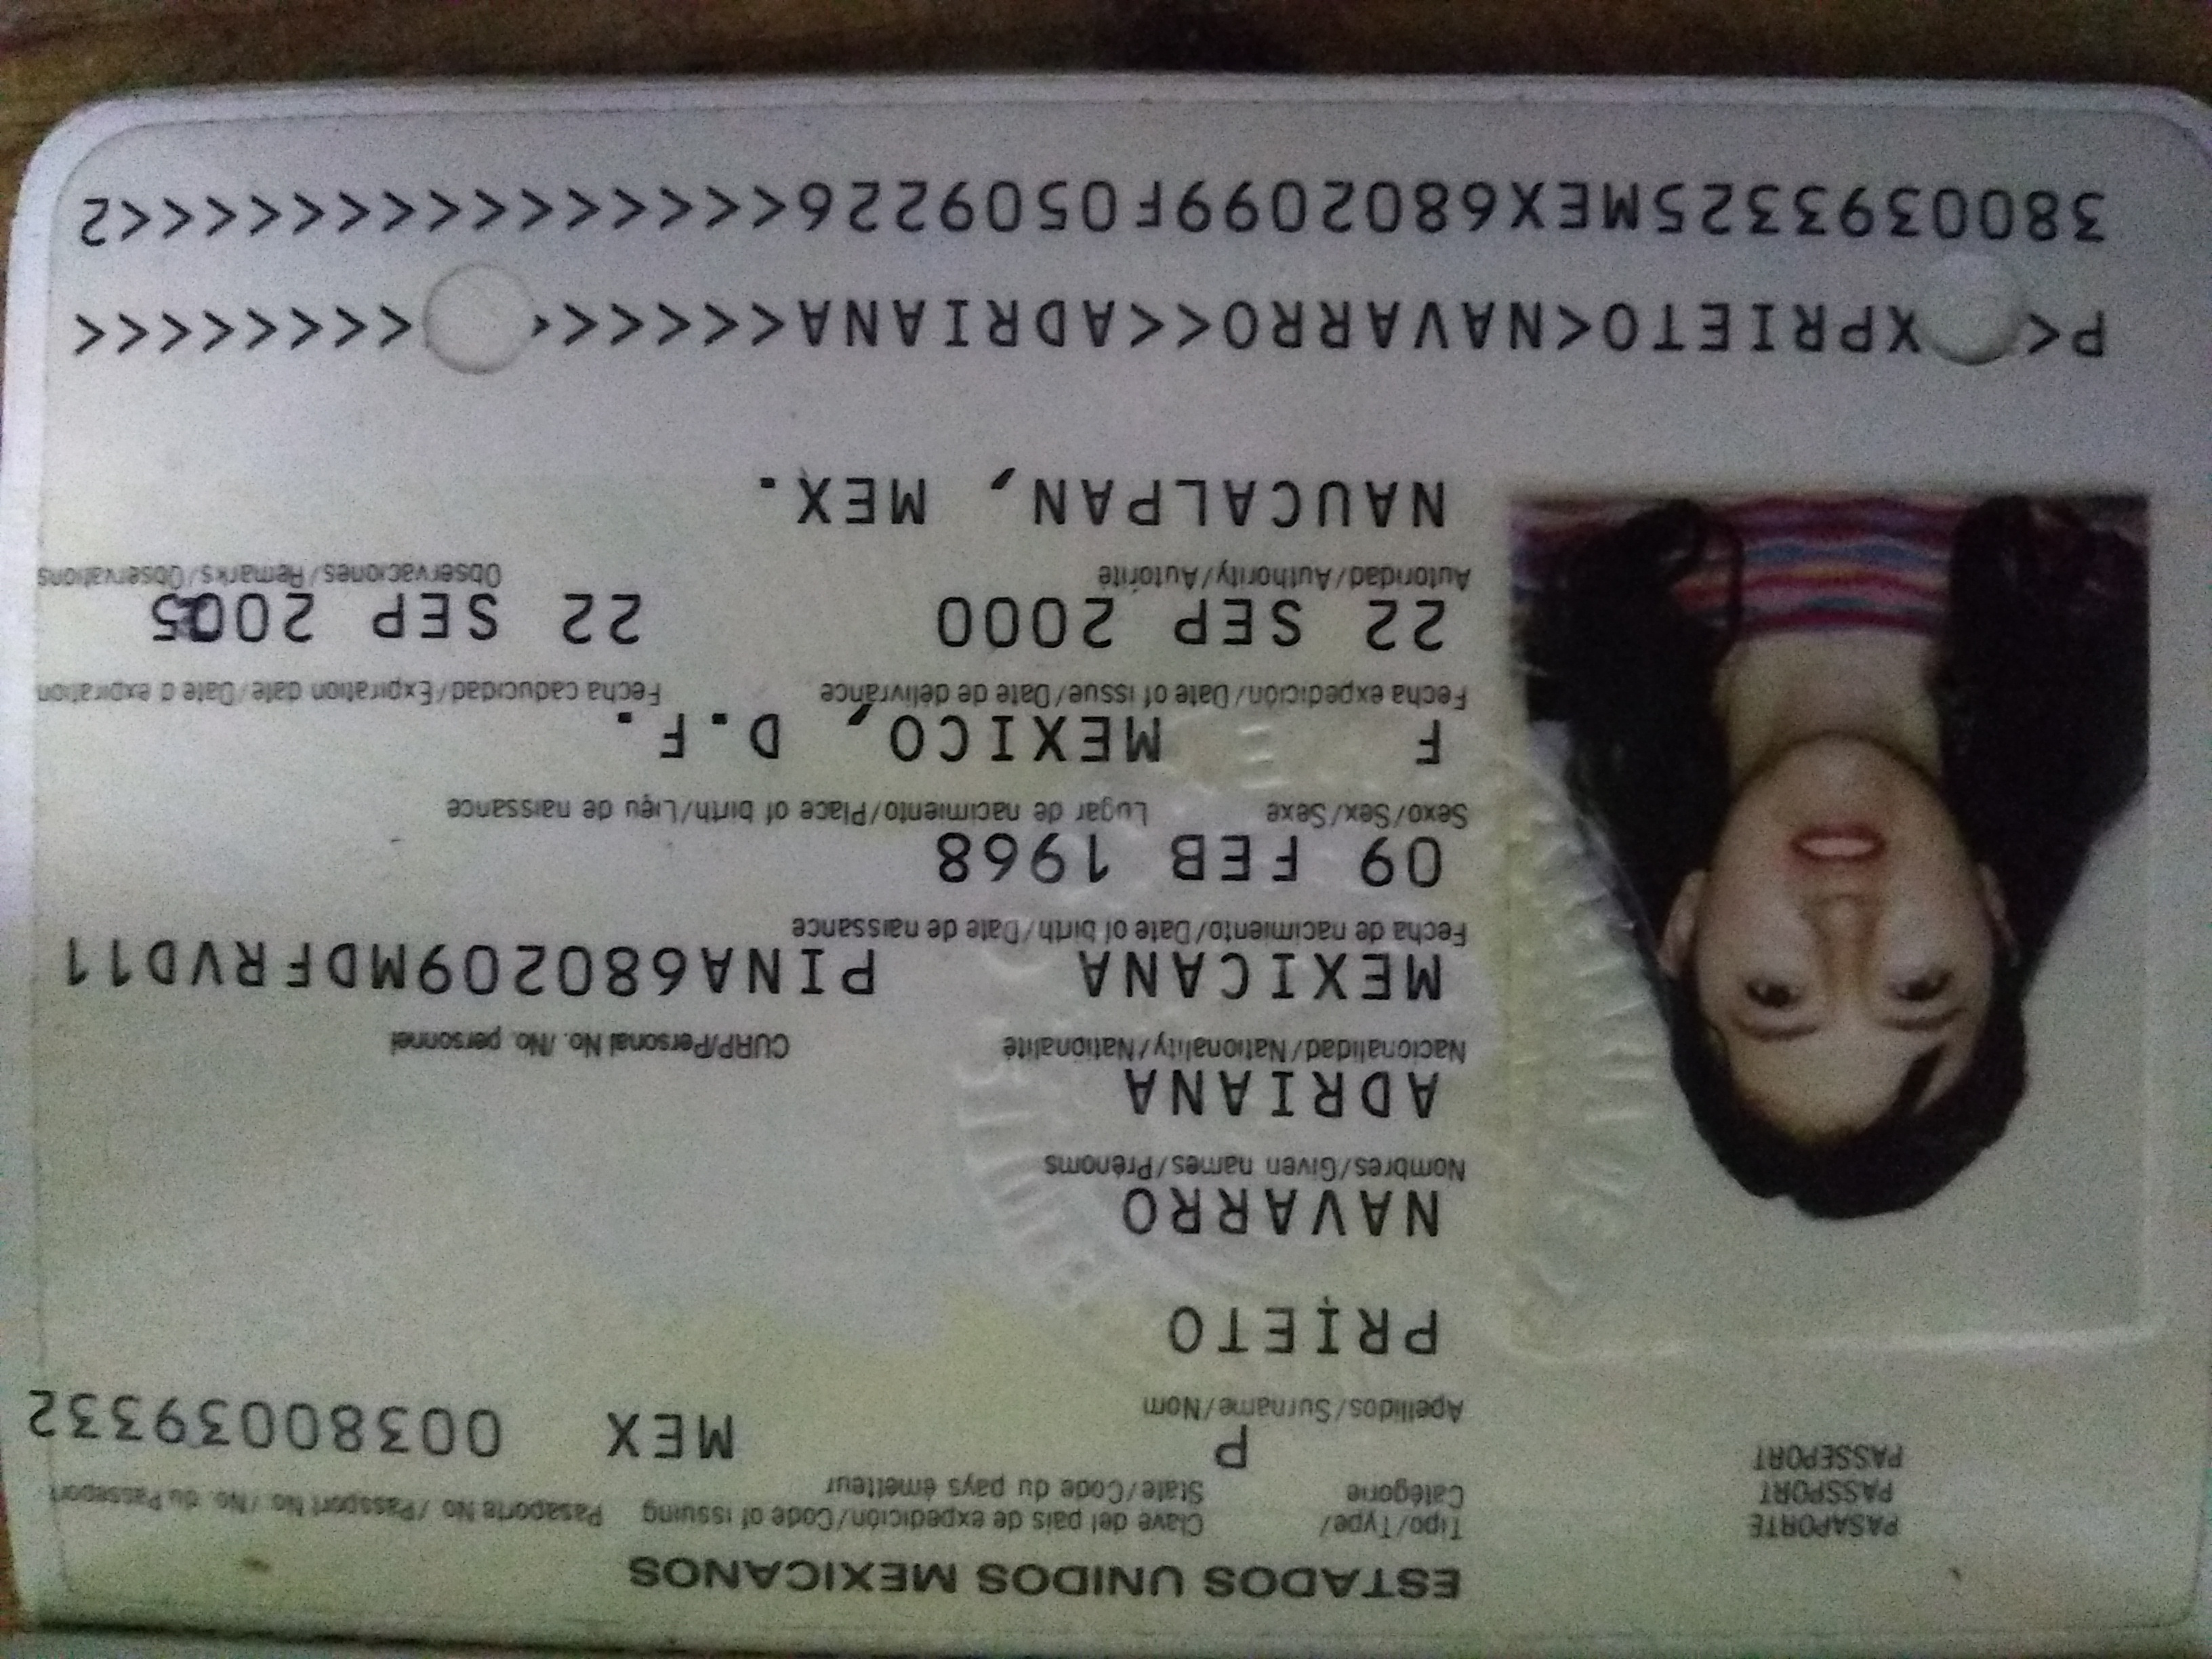 ESTADOS UNIDOS MEXICANOS
PASAPORTE
PASSPORT
PASSEPORT
Tipo/Type/
Catégorie
Clave del país de expedición/Code of issuing
State/Code du pays émetteur
Pasaporte No./Passport No./No. du Passeport
P
MEX
00380039332
Apellidos/Surname/Nom
PRIETO
NAVARRO
Nombres/Given names/Prénoms
ADRIANA
Nacionalidad/Nationality/Nationalité
CURP/Personal No./No. personnel
MEXICANA
PINA680209MDFRVD11
Fecha de nacimiento/Date of birth/Date de naissance
09 FEB 1968
Sexo/Sex/Sexe
Lugar de nacimiento/Place of birth/Lieu de naissance
F
MEXICO, D.F.
Fecha expedición/Date of issue/Date de délivrance
Fecha caducidad/Expiration date/Date d expiration
22 SEP 2000
22 SEP 2005
Autoridad/Authority/Autorité
Observaciones/Remarks/Observations
NAUCALPAN, MEX.
P< XPRIETO<NAVARRO<<ADRIANA<<<<<< <<<<<<<<
3800393325MEX6802099F0509226<<<<<<<<<<<<<<<2